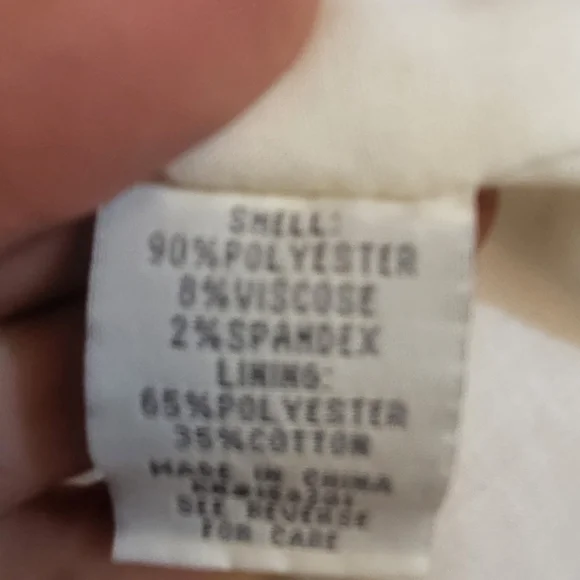 SHELL:
90%POLYESTER
8%VISCOSE
2%SPANDEX
LINING:
65%POLYESTER
35%COTTON
MADE IN CHINA
SEE REVERSE
FOR CARE